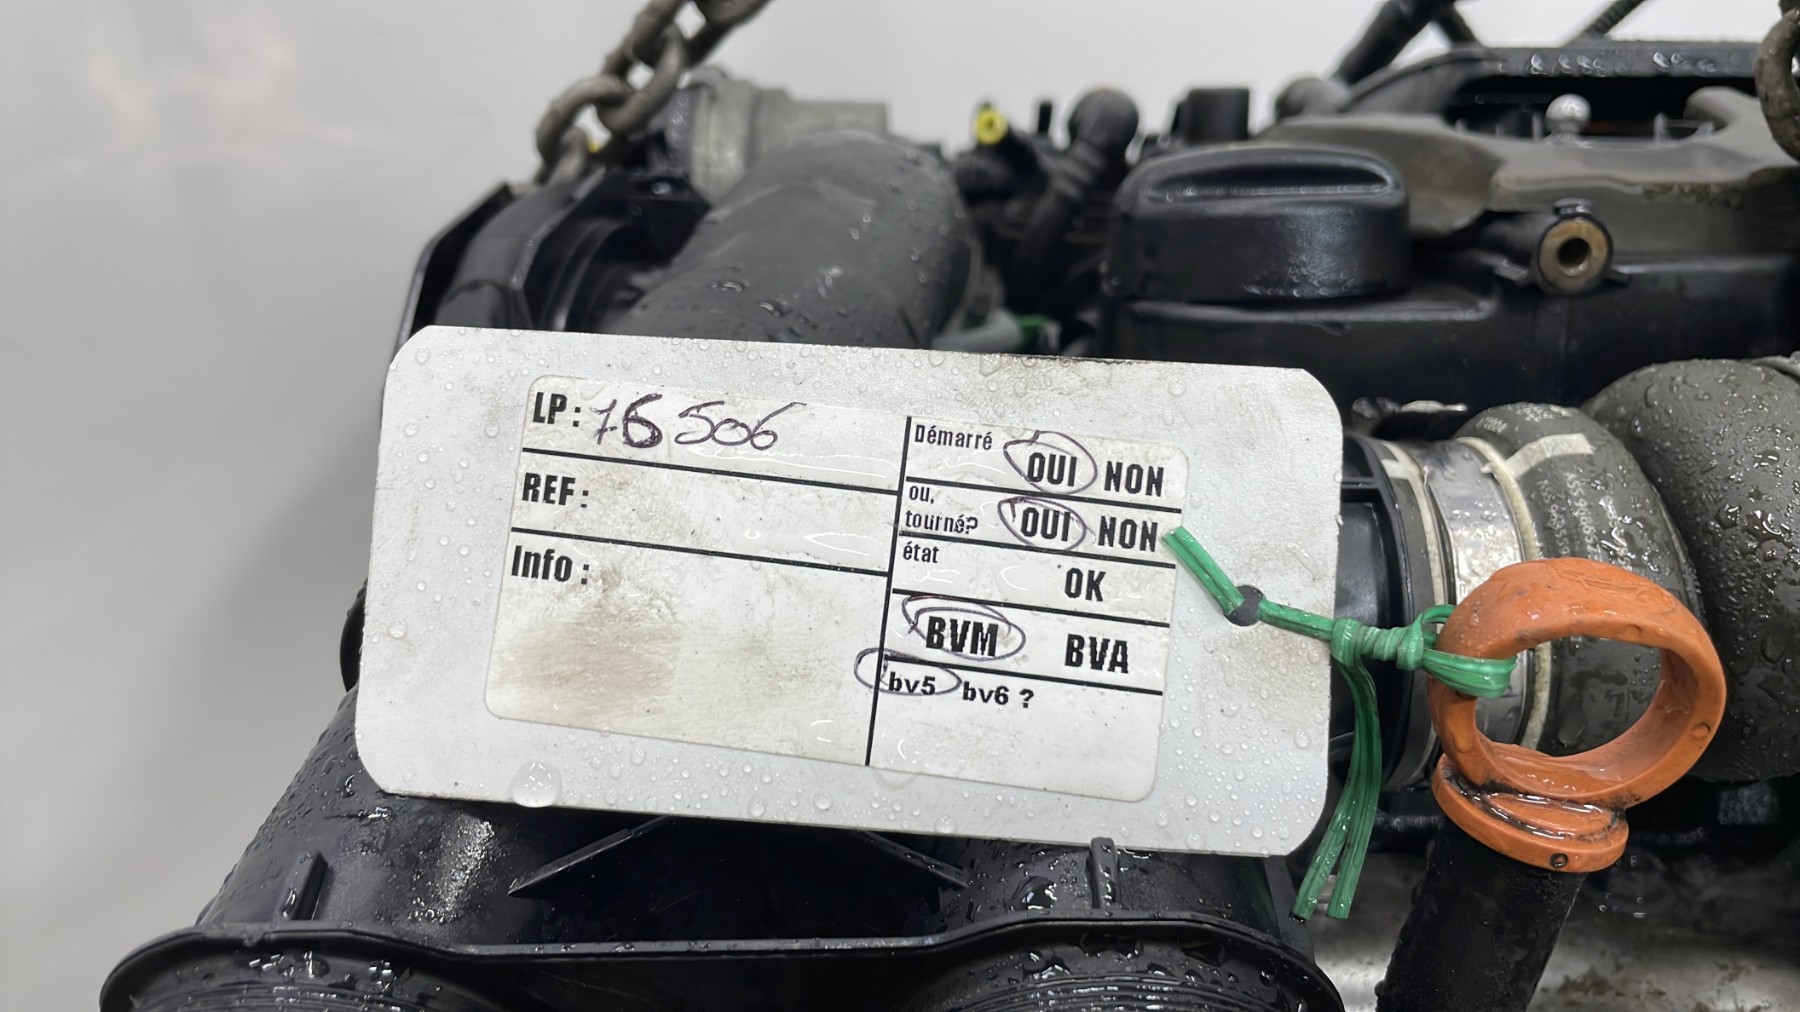 LP: 76506
REF:
Info:
Démarré OUI NON
ou,
tourné? OUI NON
état
OK
BVM BVA
bv5 bv6 ?